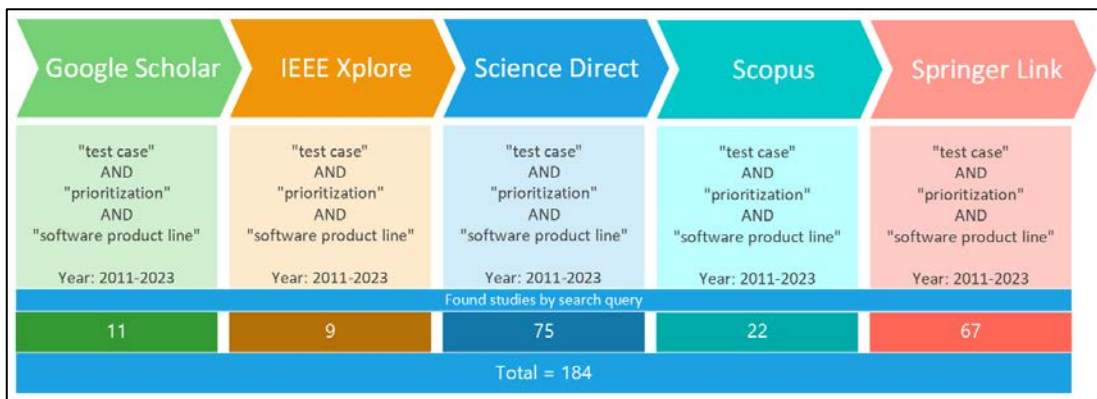 Google Scholar
IEEE Xplore
Science Direct
Scopus
Springer Link
"test case"
AND
"prioritization"
AND
"software product line"
Year: 2011-2023
"test case"
AND
"prioritization"
AND
"software product line"
Year: 2011-2023
"test case"
AND
"prioritization"
AND
"software product line"
Year: 2011-2023
"test case"
AND
"prioritization"
AND
"software product line"
Year: 2011-2023
"test case"
AND
"prioritization"
AND
"software product line"
Year: 2011-2023
Found studies by search query
11
9
75
22
67
Total = 184